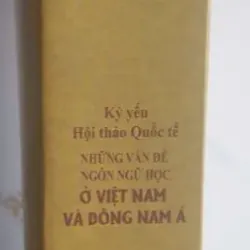 Kỷ yếu
Hội thảo Quốc tế
NHỮNG VẤN ĐỀ
NGÔN NGỮ HỌC
Ở VIỆT NAM
VÀ ĐÔNG NAM Á